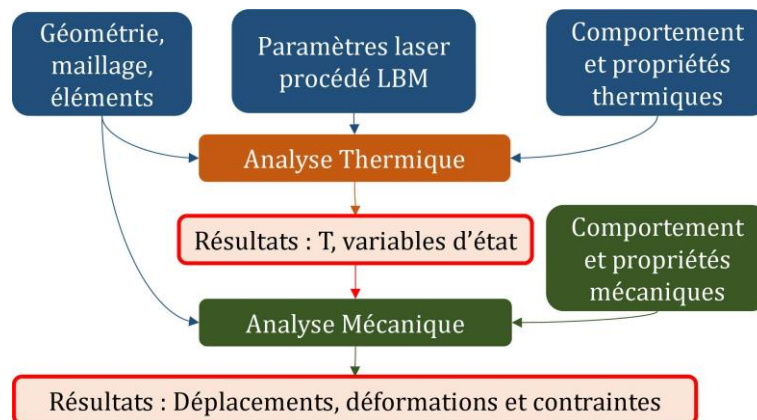 Géométrie,
maillage,
éléments
Paramètres laser
procédé LBM
Comportement
et propriétés
thermiques
Analyse Thermique
Résultats : T, variables d’état
Comportement
et propriétés
mécaniques
Analyse Mécanique
Résultats : Déplacements, déformations et contraintes